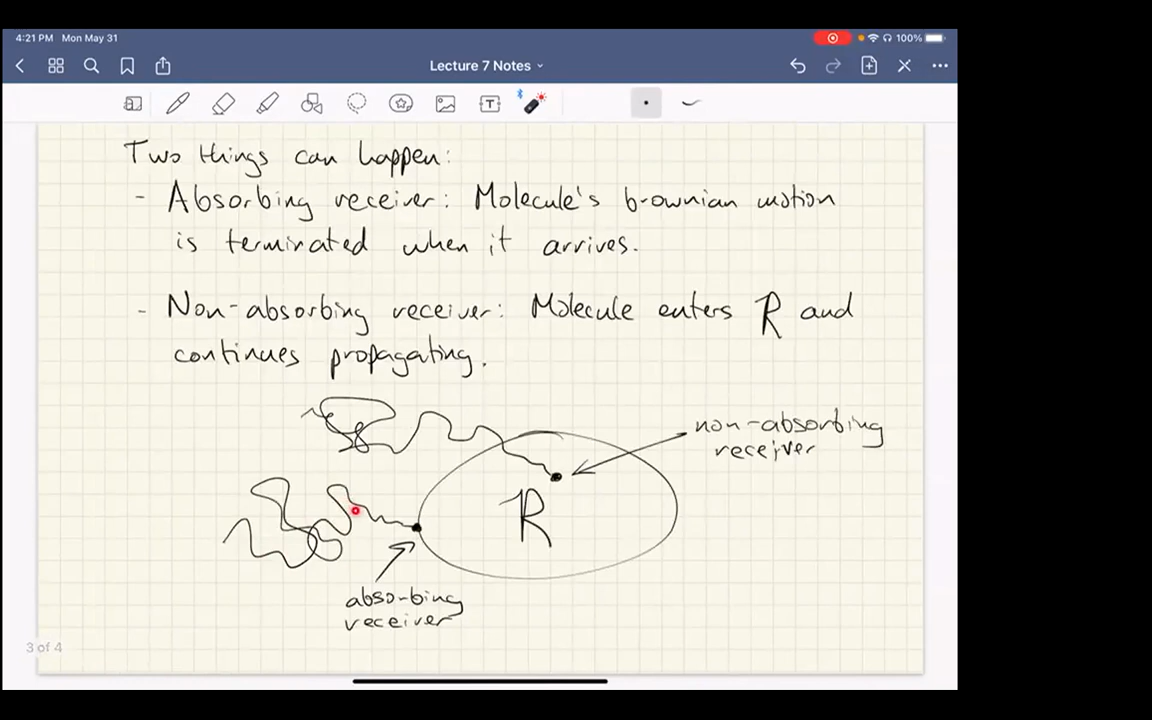 4:21 PM Mon May 31
100%
Lecture 7 Notes
T
Two things can happen:
- Absorbing receiver: Molecule's brownian motion
is terminated when it arrives.
- Non-absorbing receiver: Molecule enters R and
continues propagating.
non-absorbing
receiver
R
absorbing
receiver
3 of 4